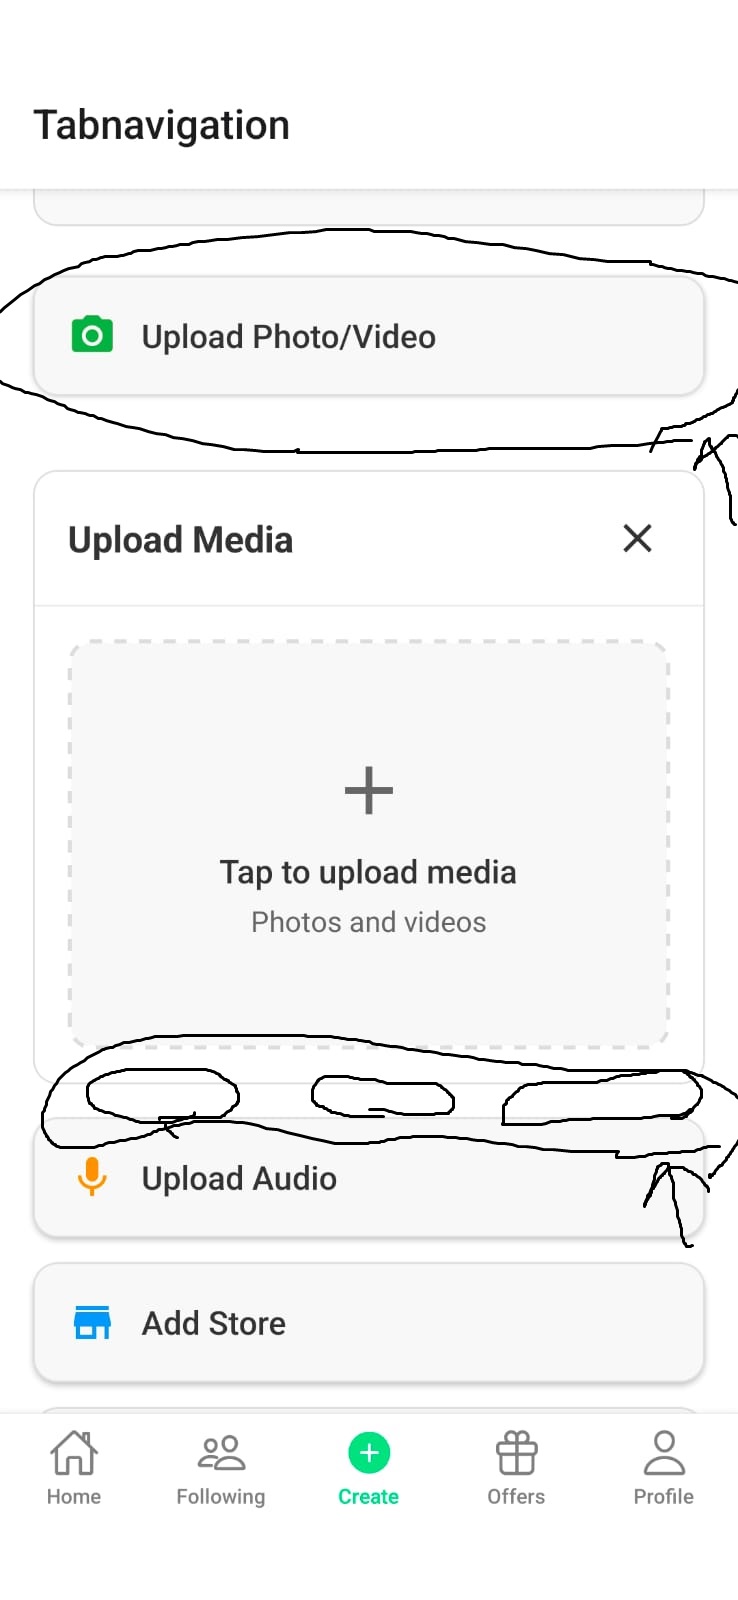 Tabnavigation
Upload Photo/Video
Upload Media
Tap to upload media
Photos and videos
Upload Audio
Add Store
Home Following Create Offers Profile